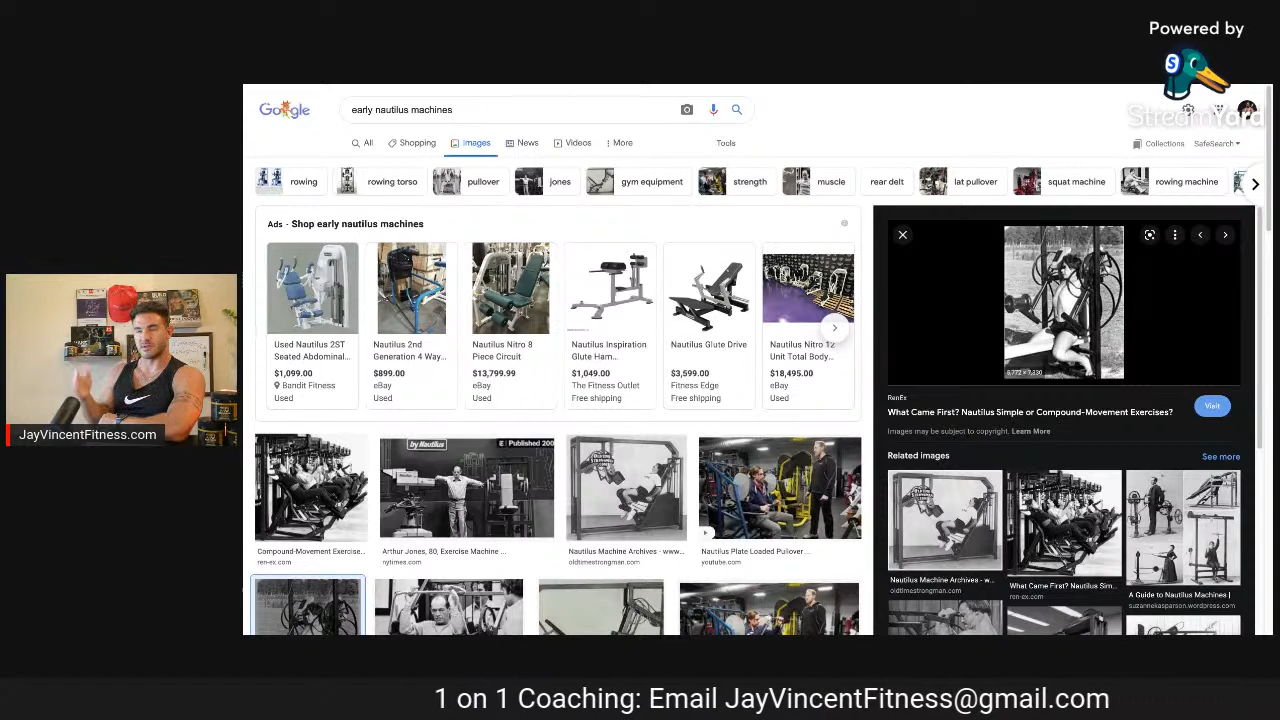 Powered by
StreamYard
Google
early nautilus machines
All
Shopping
Images
News
Videos
More
Tools
Collections
SafeSearch
rowing
rowing torso
pullover
jones
gym equipment
strength
muscle
rear delt
lat pullover
squat machine
rowing machine
Ads · Shop early nautilus machines
Used Nautilus 2ST
Seated Abdominal...
$1,099.00
Bandit Fitness
Used
Nautilus 2nd
Generation 4 Way...
$899.00
eBay
Used
Nautilus Nitro 8
Piece Circuit
$13,799.99
eBay
Used
Nautilus Inspiration
Glute Ham...
$1,049.00
The Fitness Outlet
Free shipping
Nautilus Glute Drive
$3,599.00
Fitness Edge
Free shipping
Nautilus Nitro 12
Unit Total Body...
$18,495.00
eBay
Used
5,772 × 7,330
RenEx
What Came First? Nautilus Simple or Compound-Movement Exercises?
Visit
Images may be subject to copyright. Learn More
Related images
See more
by Nautilus
Published 200
Compound-Movement Exercise...
ren-ex.com
Arthur Jones, 80, Exercise Machine ...
nytimes.com
Nautilus Machine Archives - www...
oldtimestrongman.com
Nautilus Plate Loaded Pullover ...
youtube.com
Nautilus Machine Archives - w...
oldtimestrongman.com
What Came First? Nautilus Sim...
ren-ex.com
A Guide to Nautilus Machines |
suzannekasparson.wordpress.com
JayVincentFitness.com
1 on 1 Coaching: Email JayVincentFitness@gmail.com